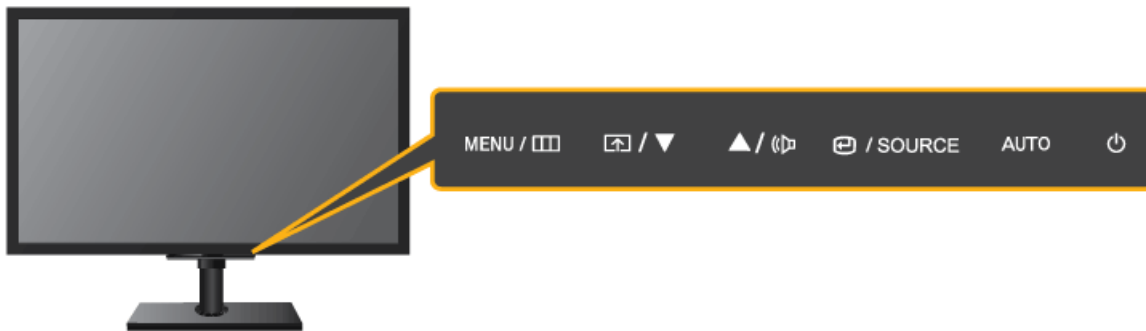 MENU / / ▼ ▲ / / SOURCE AUTO